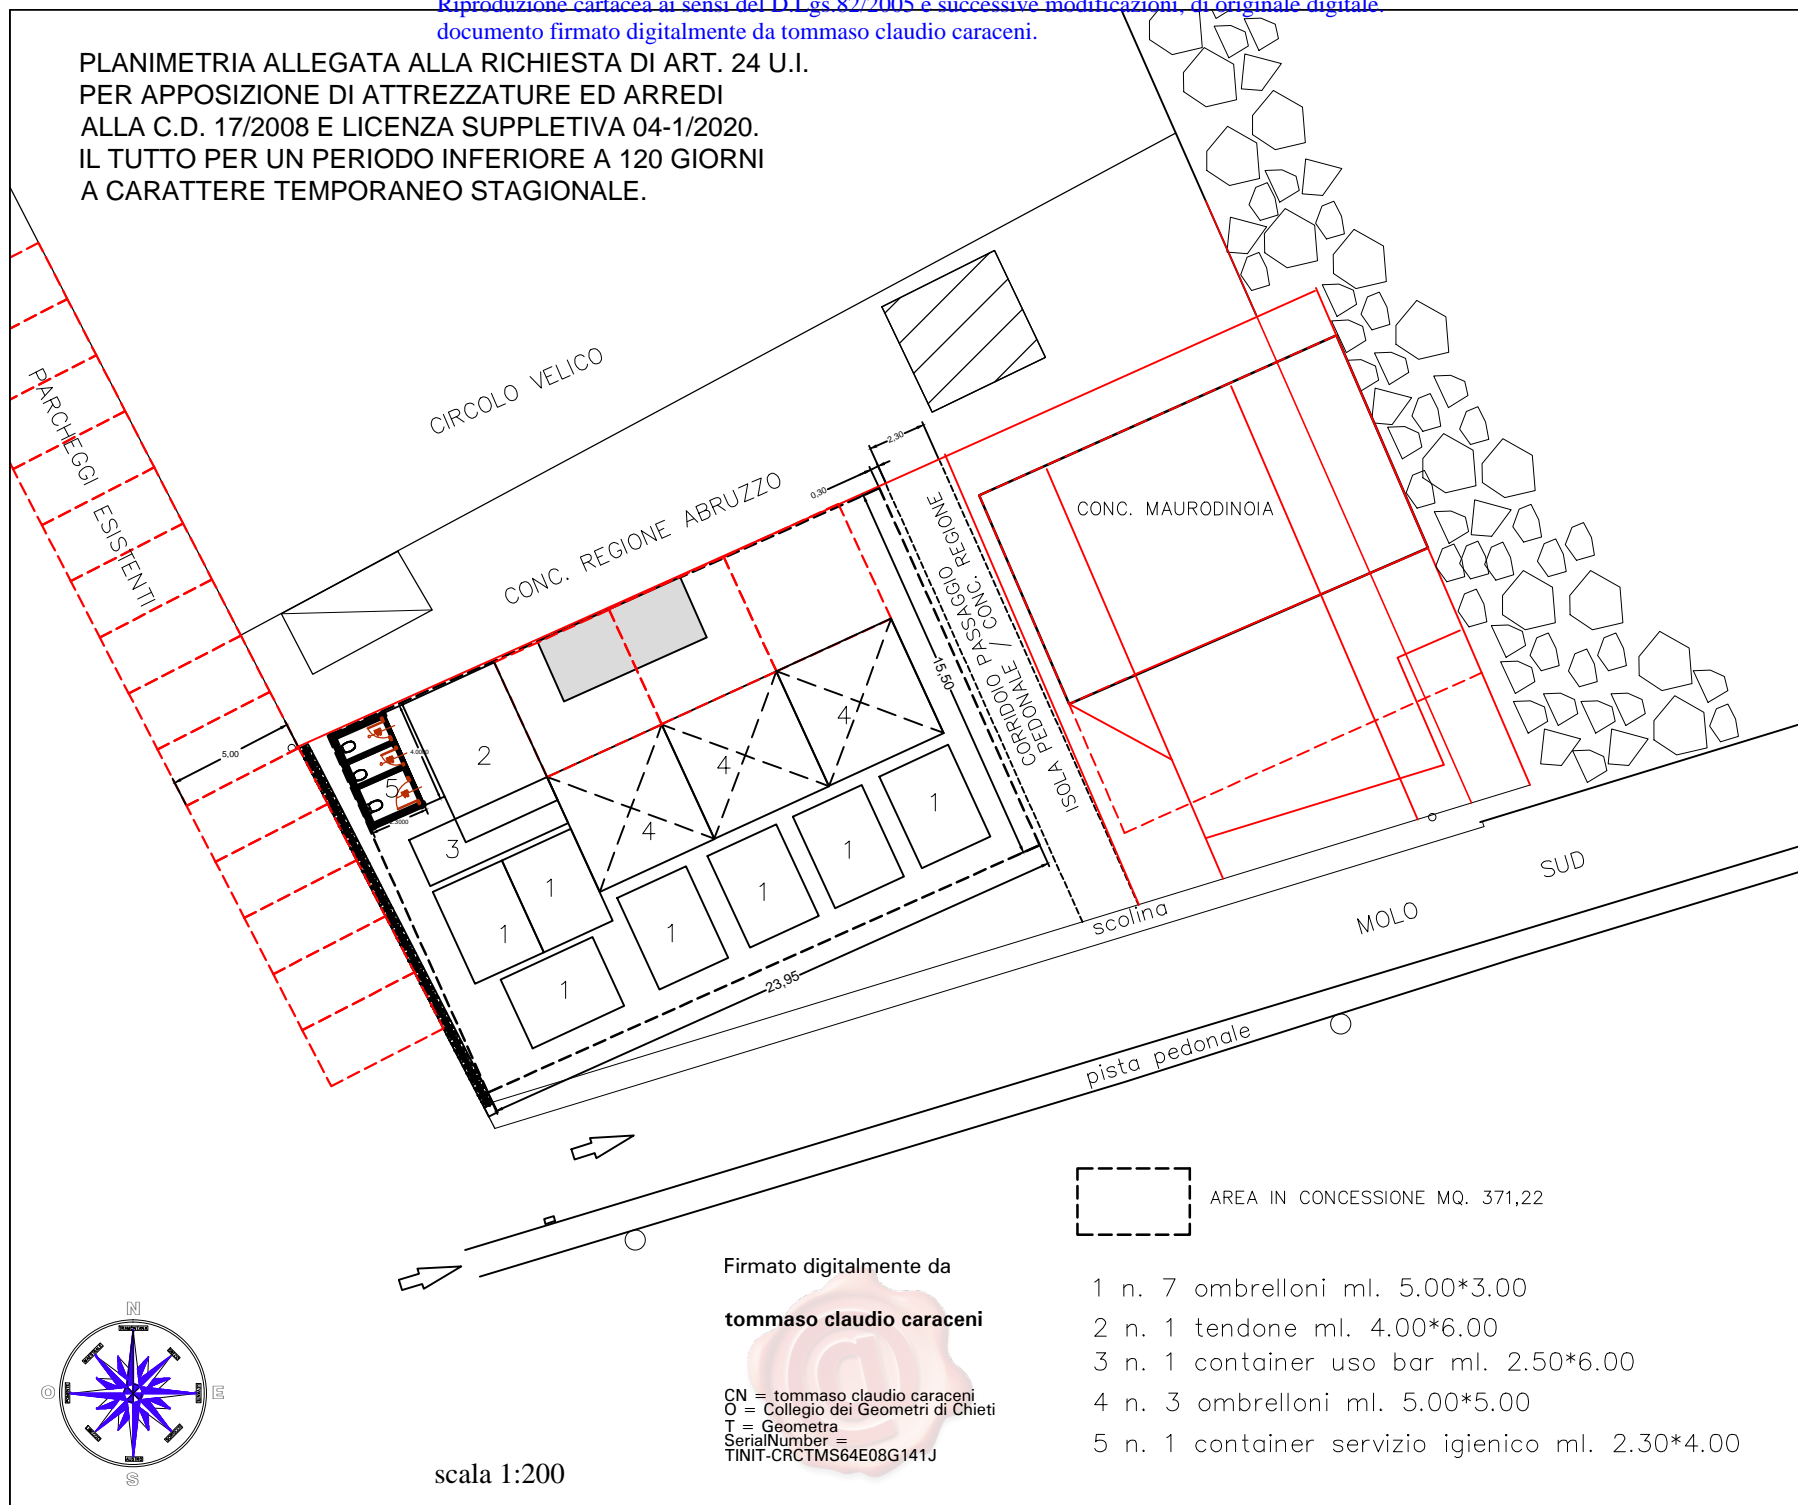 Riproduzione cartacea ai sensi del D.Lgs.82/2005 e successive modificazioni, di originale digitale.
documento firmato digitalmente da tommaso claudio caraceni.
PLANIMETRIA ALLEGATA ALLA RICHIESTA DI ART. 24 U.I.
PER APPOSIZIONE DI ATTREZZATURE ED ARREDI
ALLA C.D. 17/2008 E LICENZA SUPPLETIVA 04-1/2020.
IL TUTTO PER UN PERIODO INFERIORE A 120 GIORNI
A CARATTERE TEMPORANEO STAGIONALE.
PARCHEGGI ESISTENTI
CIRCOLO VELICO
CONC. REGIONE ABRUZZO
0,30
2,30
CORRIDOIO PASSAGGIO
PEDONALE / CONC. REGIONE
ISOLA
CONC. MAURODINOIA
15,50
5,00
4.0000
2.3000
2
5
3
4
4
4
1
1
1
1
1
1
1
23,95
scolina
MOLO SUD
pista pedonale
AREA IN CONCESSIONE MQ. 371,22
1 n. 7 ombrelloni ml. 5.00*3.00
2 n. 1 tendone ml. 4.00*6.00
3 n. 1 container uso bar ml. 2.50*6.00
4 n. 3 ombrelloni ml. 5.00*5.00
5 n. 1 container servizio igienico ml. 2.30*4.00
Firmato digitalmente da
tommaso claudio caraceni
CN = tommaso claudio caraceni
O = Collegio dei Geometri di Chieti
T = Geometra
SerialNumber =
TINIT-CRCTMS64E08G141J
N
O
E
S
scala 1:200